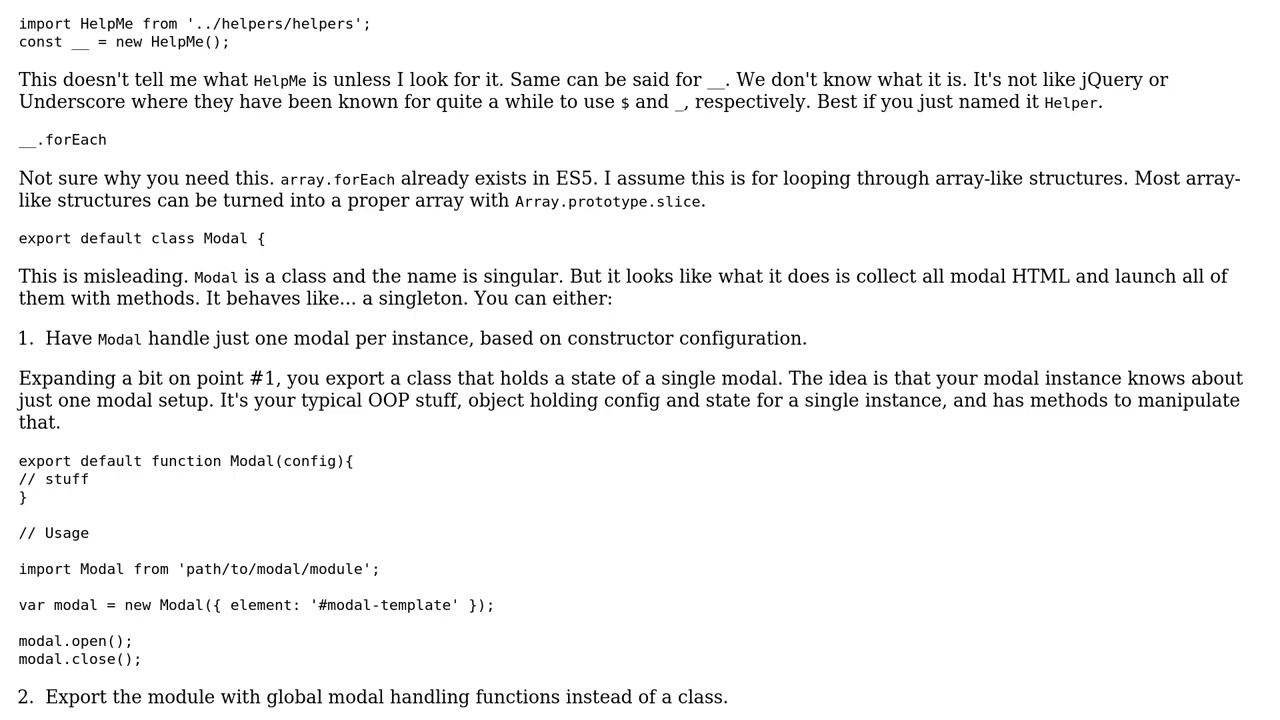 import HelpMe from '../helpers/helpers';
const __ = new HelpMe();
This doesn't tell me what HelpMe is unless I look for it. Same can be said for __. We don't know what it is. It's not like jQuery or
Underscore where they have been known for quite a while to use $ and _, respectively. Best if you just named it Helper.
__.forEach
Not sure why you need this. array.forEach already exists in ES5. I assume this is for looping through array-like structures. Most array-
like structures can be turned into a proper array with Array.prototype.slice.
export default class Modal {
This is misleading. Modal is a class and the name is singular. But it looks like what it does is collect all modal HTML and launch all of
them with methods. It behaves like... a singleton. You can either:
1. Have Modal handle just one modal per instance, based on constructor configuration.
Expanding a bit on point #1, you export a class that holds a state of a single modal. The idea is that your modal instance knows about
just one modal setup. It's your typical OOP stuff, object holding config and state for a single instance, and has methods to manipulate
that.
export default function Modal(config){
// stuff
}
// Usage
import Modal from 'path/to/modal/module';
var modal = new Modal({ element: '#modal-template' });
modal.open();
modal.close();
2. Export the module with global modal handling functions instead of a class.